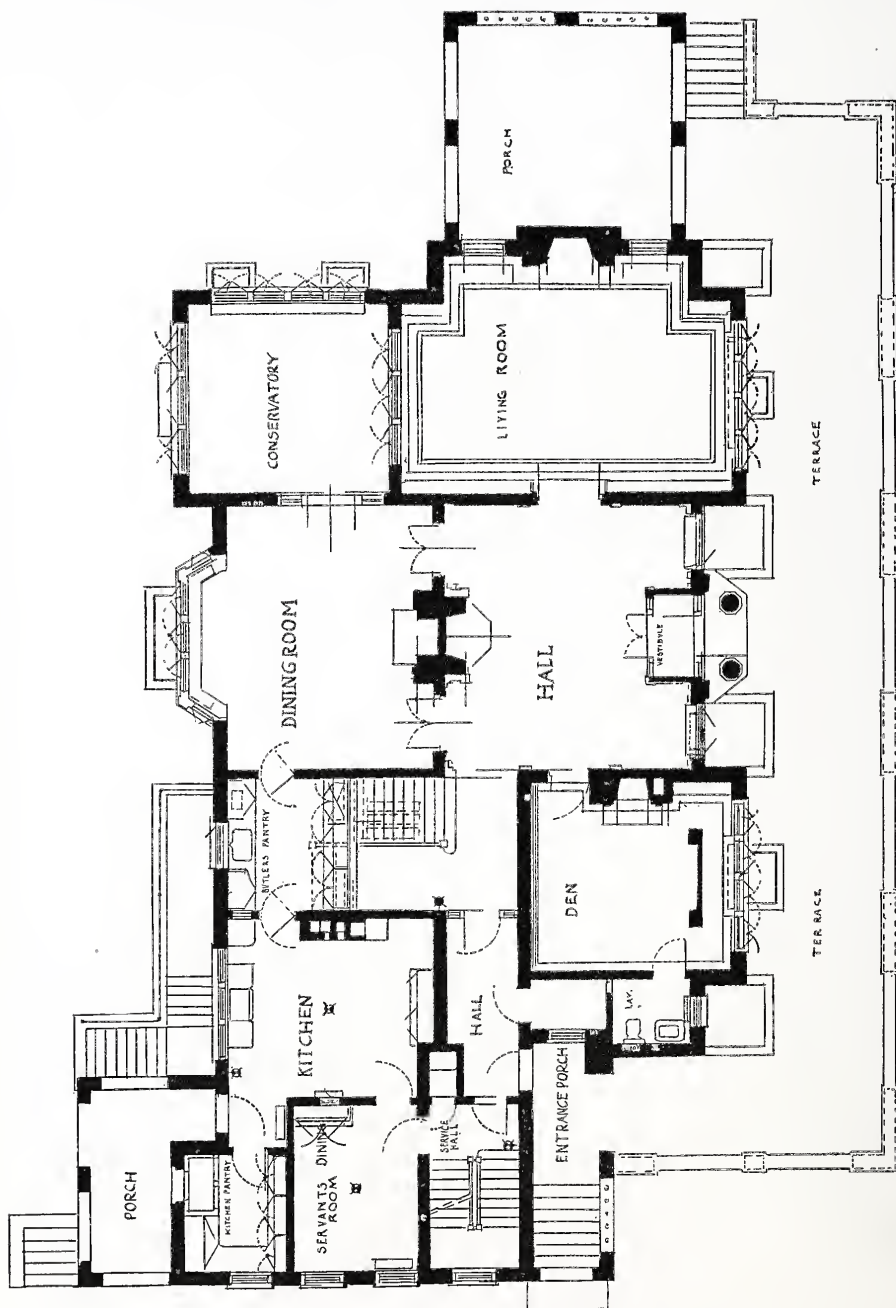 PORCH
CONSERVATORY
LIVING ROOM
TERRACE
DINING ROOM
HALL
VESTIBULE
BUTLERS PANTRY
DEN
TERRACE
KITCHEN
HALL
LAV.
PORCH
KITCHEN PANTRY
SERVANTS DINING
ROOM
SERVICE
HALL
ENTRANCE PORCH